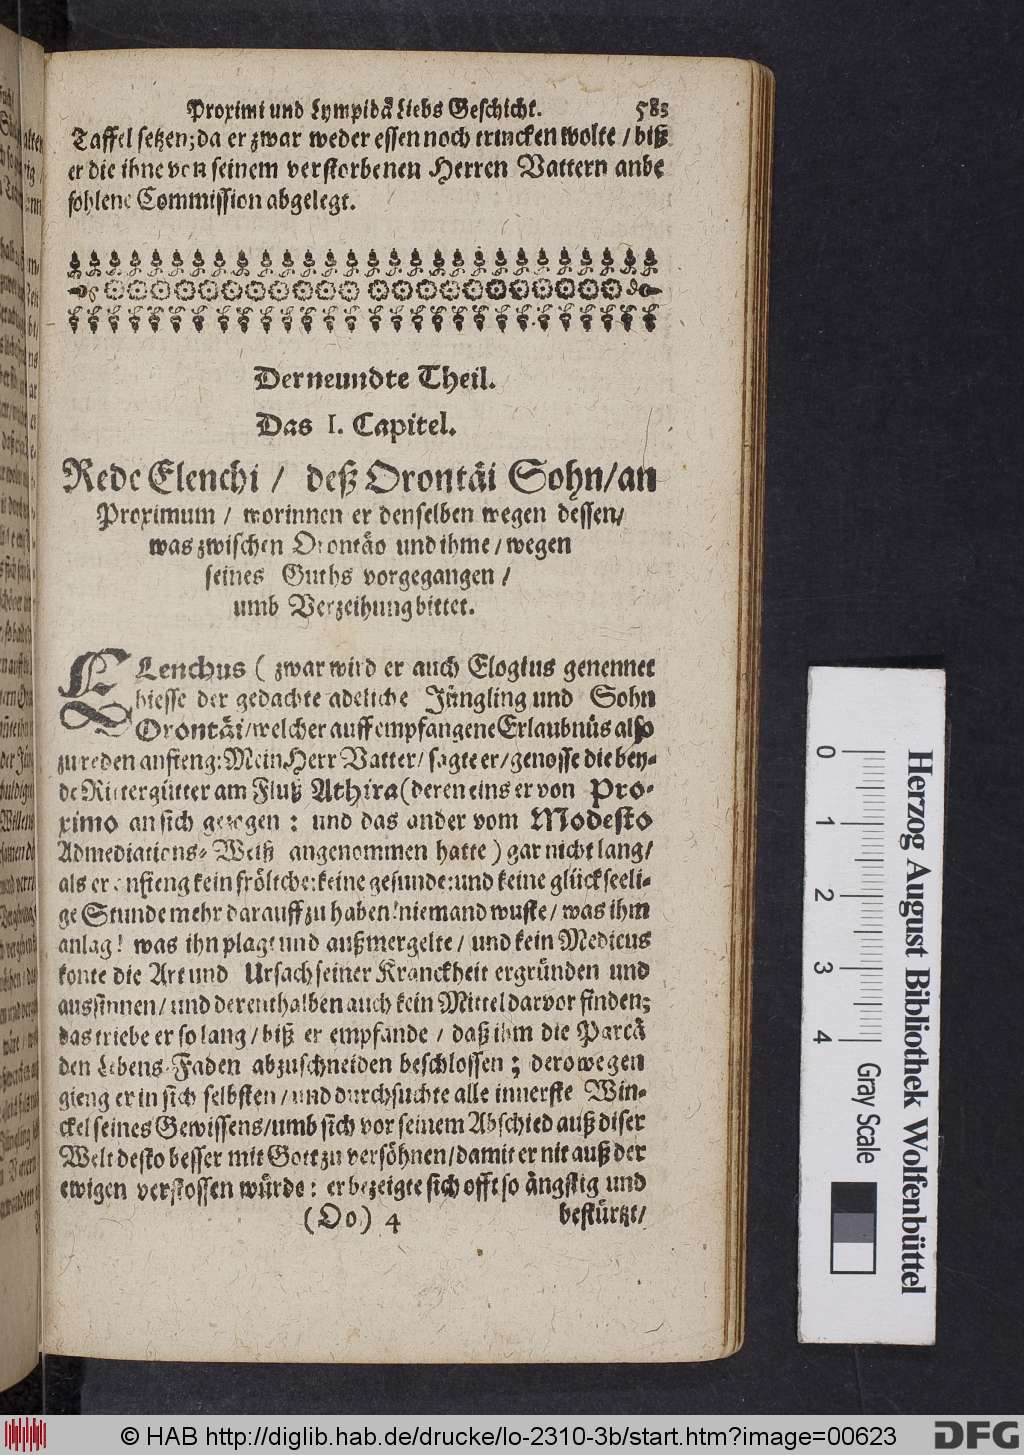 Proximi und Lympidä Liebs Geschicht. 583
Taffel setzen; da er zwar weder essen noch trincken wolte / biß
er die ihne von seinem verstorbenen Herren Vattern anbe
fohlene Commission abgelegt.
Der neundte Theil.
Das I. Capitel.
Rede Elenchi / deß Orontäi Sohn / an
Proximum / worinnen er denselben wegen dessen /
was zwischen Orontäo und ihme / wegen
seines Guths vorgegangen /
umb Verzeihung bittet.
ELenchus ( zwar wird er auch Elogius genennet
hiesse der gedachte adeliche Jüngling und Sohn
Orontäi / welcher auff empfangene Erlaubnüs also
zu reden anfieng: Mein Herr Vatter / sagte er / genosse die bey-
de Rittergütter am Fluß Athira (deren eins er von Pro-
ximo an sich gezogen: und das ander vom Modesto
Admediations-Weiß angenommen hatte) gar nicht lang /
als er anfieng kein fröliche: keine gesunde: und keine glückseeli-
ge Stunde mehr darauff zu haben! niemand wuste / was ihm
anlag! was ihn plagt und außmergelte / und kein Medicus
konte die Art und Ursach seiner Kranckheit ergründen und
aussinnen / und derenthalben auch kein Mittel darvor finden;
das triebe er so lang / biß er empfande / daß ihm die Parcä
den Lebens-Faden abzuschneiden beschlossen; derowegen
gieng er in sich selbsten / und durchsuchte alle innerste Win-
ckel seines Gewissens / umb sich vor seinem Abschied auß diser
Welt desto besser mit Gott zu versöhnen / damit er nit auß der
ewigen verstossen würde: er bezeigte sich offt so ängstig und
(Oo) 4 bestürtzt /
0 1 2 3 4
Gray Scale
Herzog August Bibliothek Wolfenbüttel
© HAB http://diglib.hab.de/drucke/lo-2310-3b/start.htm?image=00623
DFG